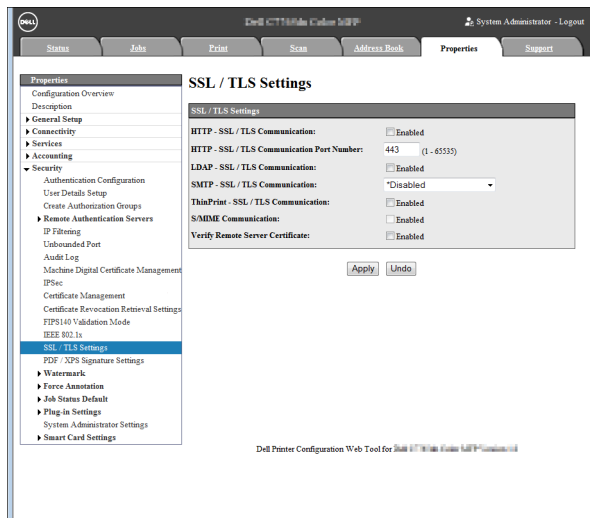 DELL
Dell Color MFP
System Administrator - Logout
Status Jobs Print Scan Address Book Properties Support
Properties
Configuration Overview
Description
General Setup
Connectivity
Services
Accounting
Security
Authentication Configuration
User Details Setup
Create Authorization Groups
Remote Authentication Servers
IP Filtering
Unbounded Port
Audit Log
Machine Digital Certificate Management
IPSec
Certificate Management
Certificate Revocation Retrieval Settings
FIPS140 Validation Mode
IEEE 802.1x
SSL / TLS Settings
PDF / XPS Signature Settings
Watermark
Force Annotation
Job Status Default
Plug-in Settings
System Administrator Settings
Smart Card Settings
SSL / TLS Settings
SSL / TLS Settings
HTTP - SSL / TLS Communication: Enabled
HTTP - SSL / TLS Communication Port Number: 443 (1 - 65535)
LDAP - SSL / TLS Communication: Enabled
SMTP - SSL / TLS Communication: *Disabled
ThinPrint - SSL / TLS Communication: Enabled
S/MIME Communication: Enabled
Verify Remote Server Certificate: Enabled
Apply Undo
Dell Printer Configuration Web Tool for